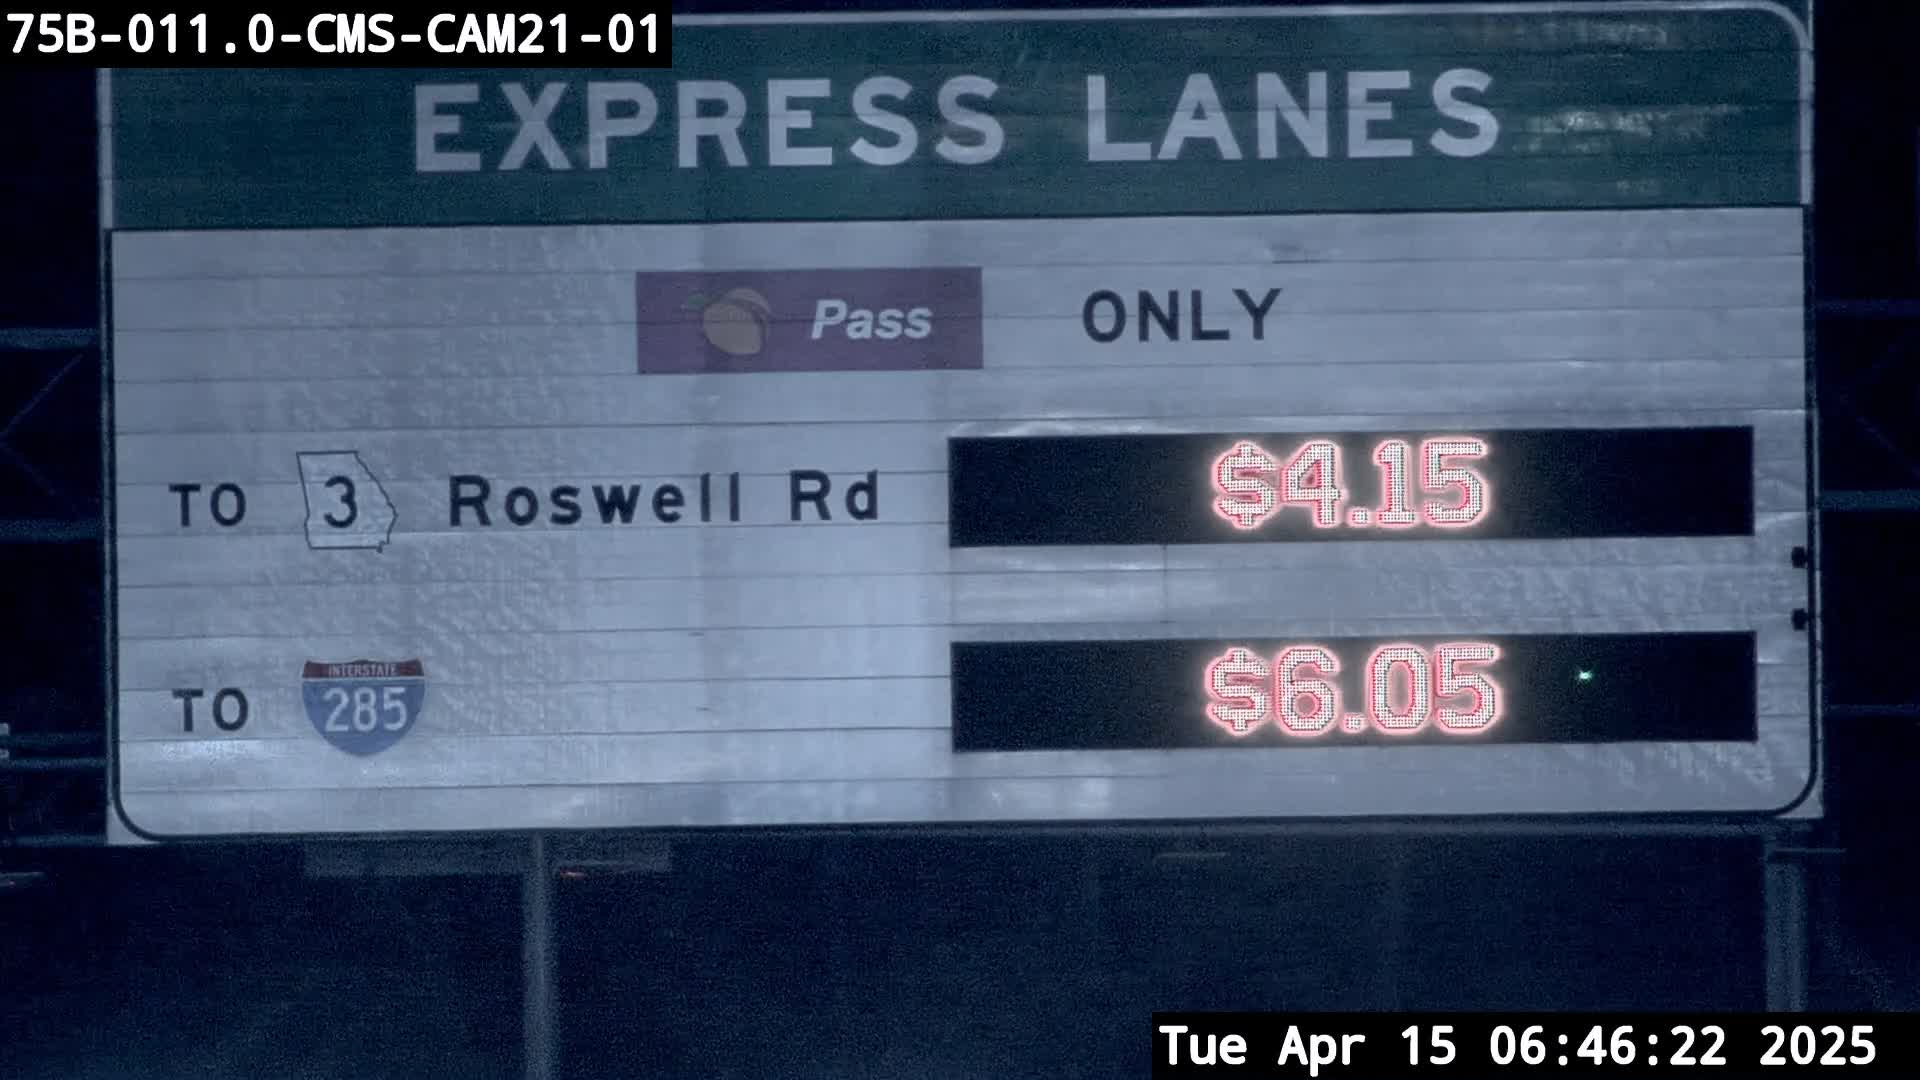 75B-011.0-CMS-CAM21-01
EXPRESS LANES
Pass ONLY
TO 3 Roswell Rd $4.15
INTERSTATE
TO 285 $6.05
Tue Apr 15 06:46:22 2025